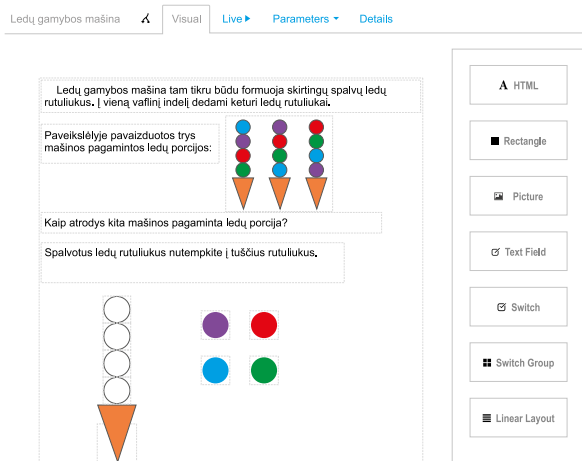 Ledų gamybos mašina
Visual
Live
Parameters
Details
Ledų gamybos mašina tam tikru būdu formuoja skirtingų spalvų ledų
rutuliukus. Į vieną vaflinį indelį dedami keturi ledų rutuliukai.
Paveikslėlyje pavaizduotos trys
mašinos pagamintos ledų porcijos:
Kaip atrodys kita mašinos pagaminta ledų porcija?
Spalvotus ledų rutuliukus nutempkite į tuščius rutuliukus.
A HTML
Rectangle
Picture
Text Field
Switch
Switch Group
Linear Layout